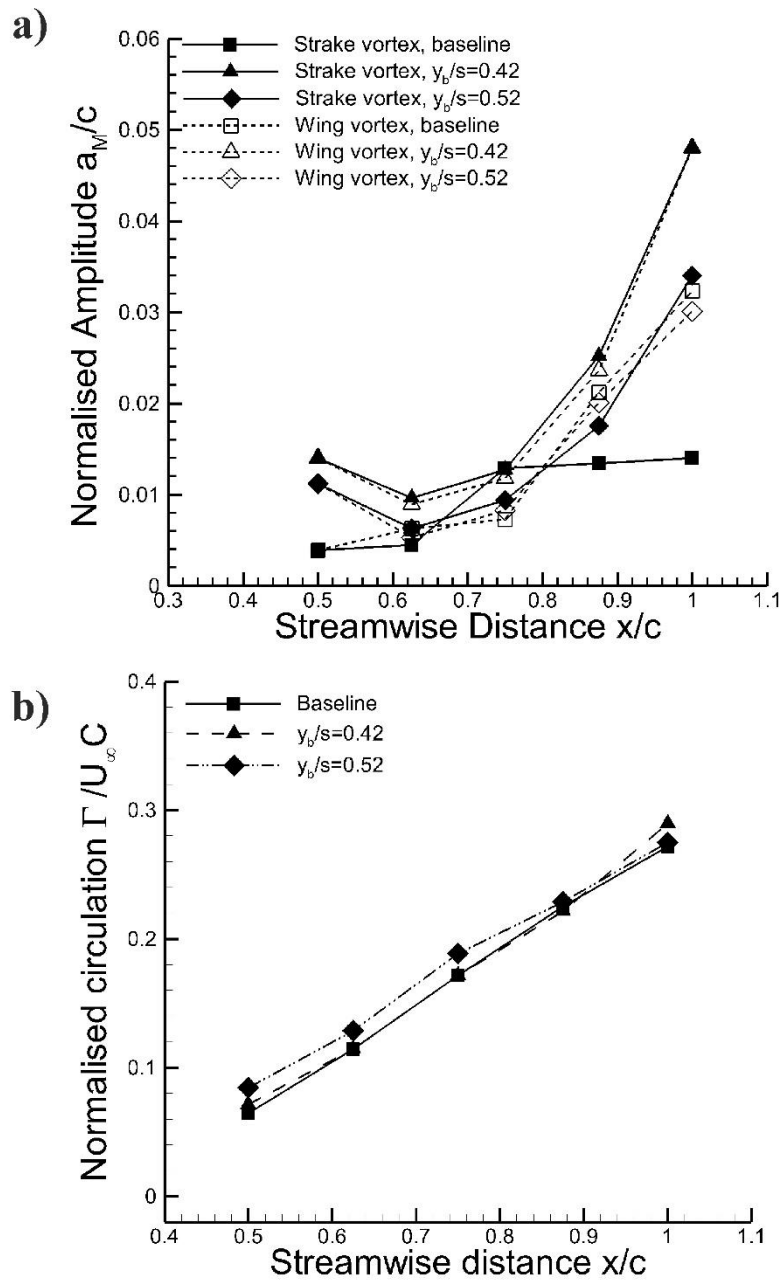 a)
0.06
0.05
0.04
0.03
0.02
0.01
0
Normalised Amplitude a_M/c
Strake vortex, baseline
Strake vortex, y_b/s=0.42
Strake vortex, y_b/s=0.52
Wing vortex, baseline
Wing vortex, y_b/s=0.42
Wing vortex, y_b/s=0.52
0.3 0.4 0.5 0.6 0.7 0.8 0.9 1 1.1
Streamwise Distance x/c
b)
0.4
0.3
0.2
0.1
0
Normalised circulation Γ /U_∞C
Baseline
y_b/s=0.42
y_b/s=0.52
0.4 0.5 0.6 0.7 0.8 0.9 1 1.1
Streamwise distance x/c